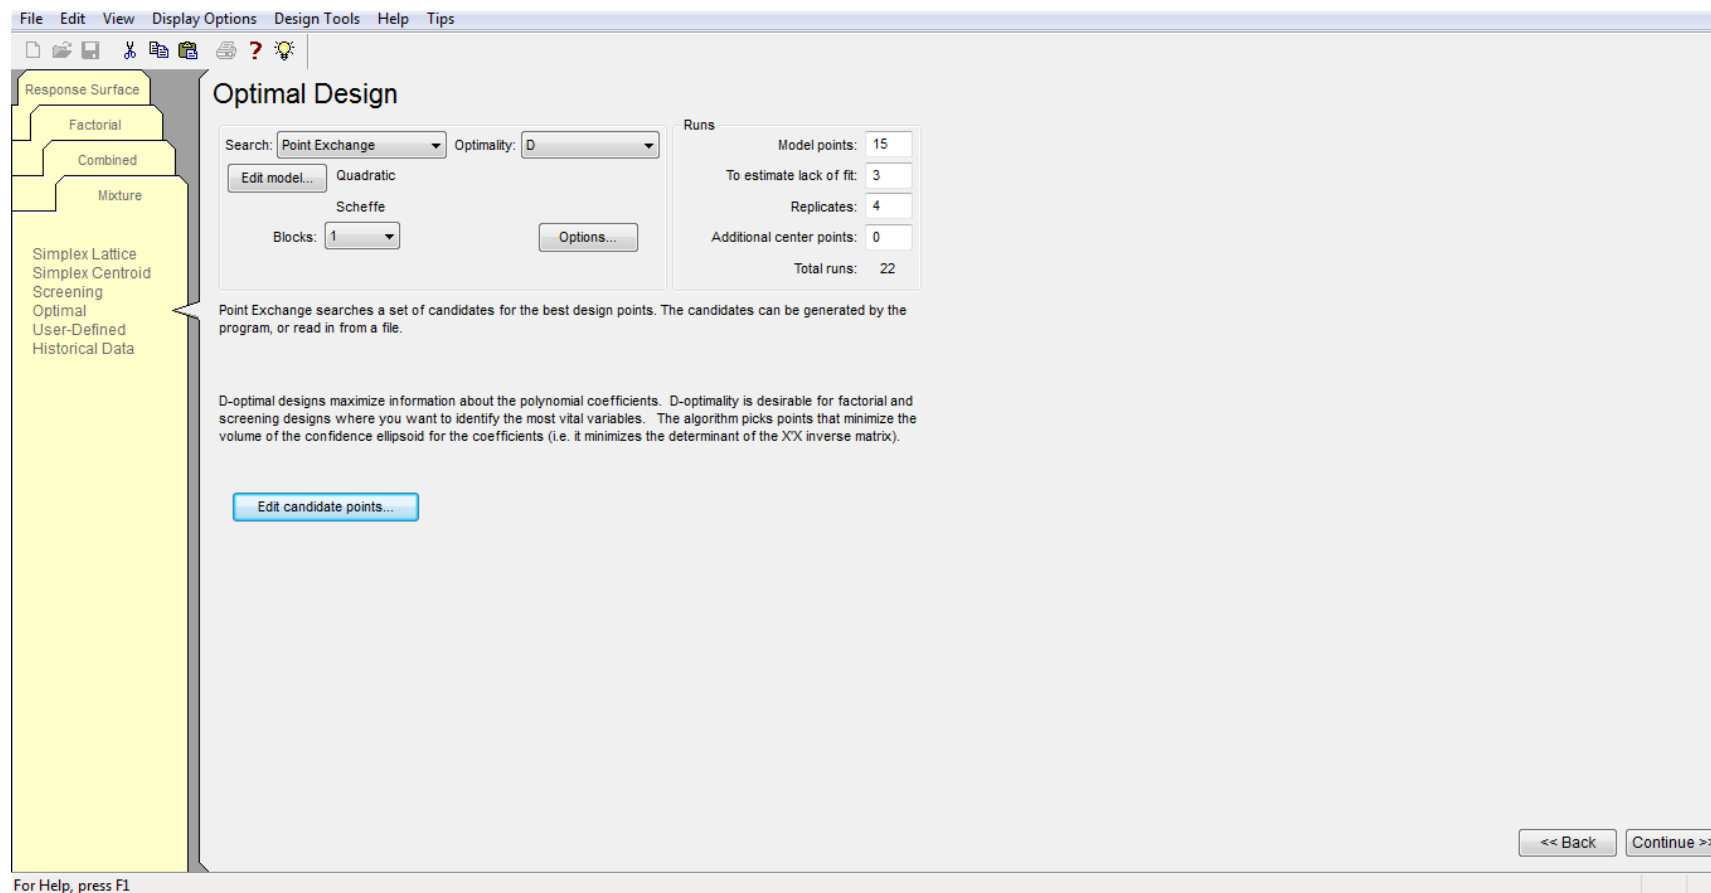 File Edit View Display Options Design Tools Help Tips
Response Surface
Factorial
Combined
Mixture
Simplex Lattice
Simplex Centroid
Screening
Optimal
User-Defined
Historical Data
Optimal Design
Search: Point Exchange Optimality: D
Edit model... Quadratic
Scheffe
Blocks: 1 Options...
Runs
Model points: 15
To estimate lack of fit: 3
Replicates: 4
Additional center points: 0
Total runs: 22
Point Exchange searches a set of candidates for the best design points. The candidates can be generated by the
program, or read in from a file.
D-optimal designs maximize information about the polynomial coefficients. D-optimality is desirable for factorial and
screening designs where you want to identify the most vital variables. The algorithm picks points that minimize the
volume of the confidence ellipsoid for the coefficients (i.e. it minimizes the determinant of the X'X inverse matrix).
Edit candidate points...
<< Back Continue >>
For Help, press F1